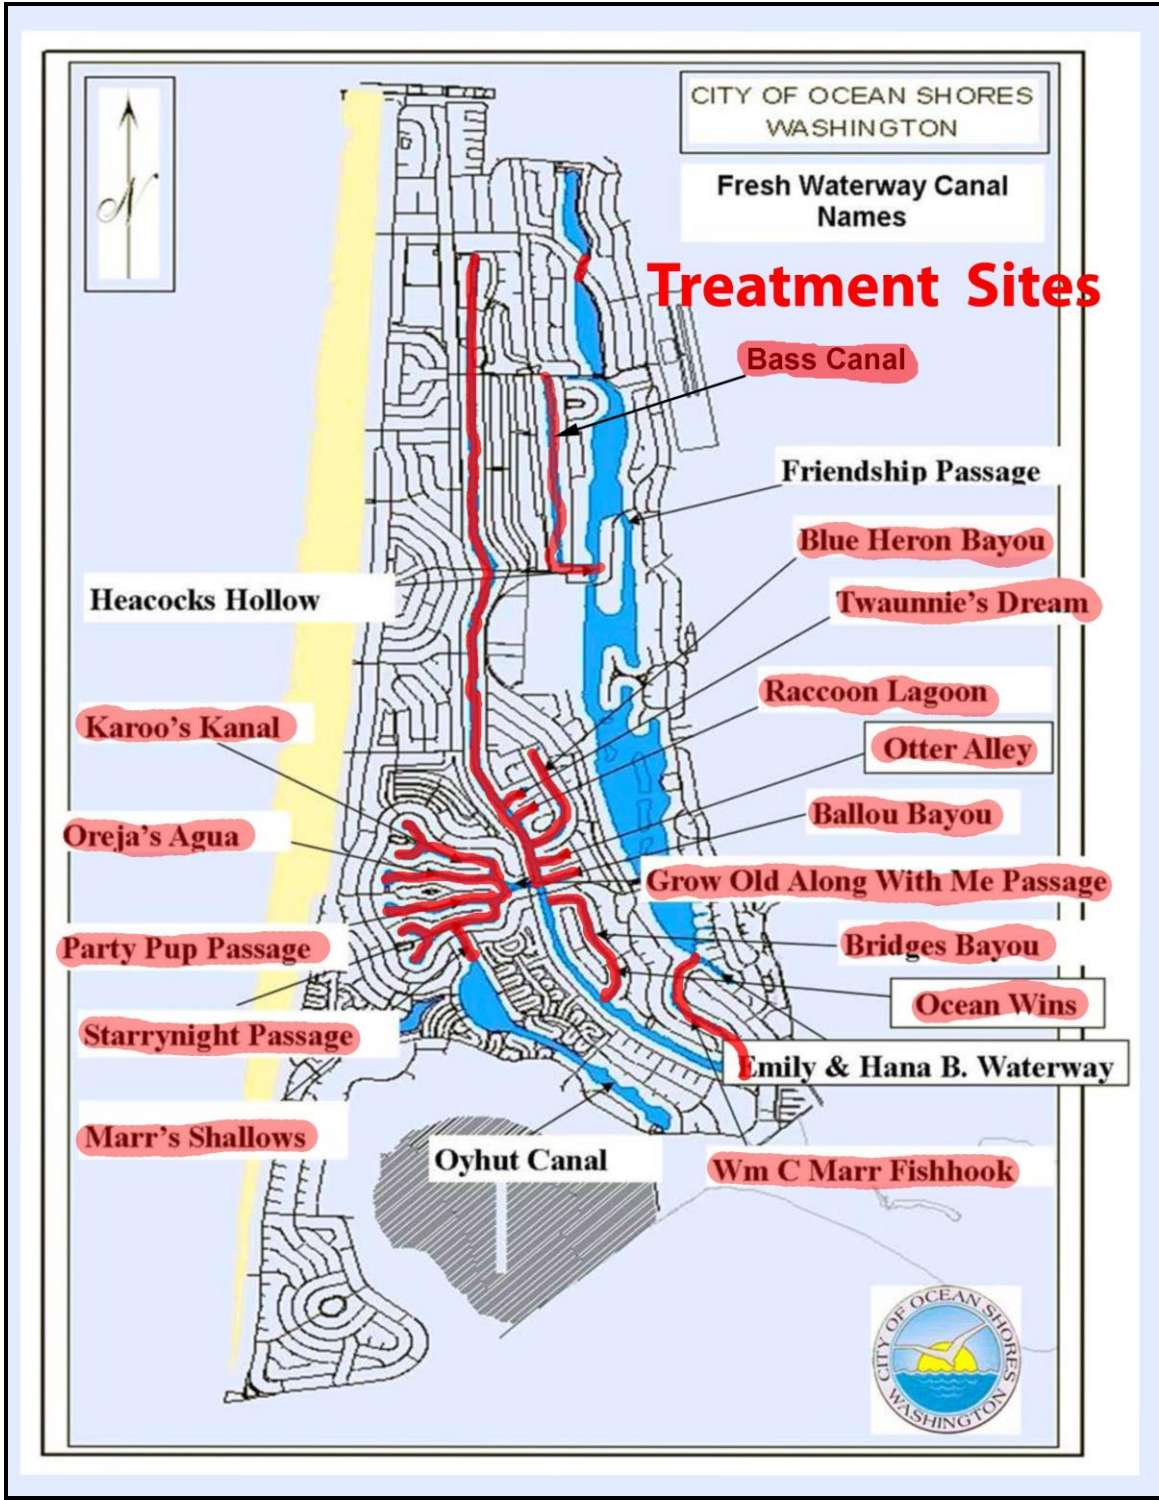 CITY OF OCEAN SHORES
WASHINGTON
Fresh Waterway Canal
Names
Treatment Sites
N
Bass Canal
Friendship Passage
Blue Heron Bayou
Heacocks Hollow
Twaunnie's Dream
Raccoon Lagoon
Karoo's Kanal
Otter Alley
Ballou Bayou
Oreja's Agua
Grow Old Along With Me Passage
Party Pup Passage
Bridges Bayou
Ocean Wins
Starrynight Passage
Emily & Hana B. Waterway
Marr's Shallows
Oyhut Canal
Wm C Marr Fishhook
CITY OF OCEAN SHORES
WASHINGTON